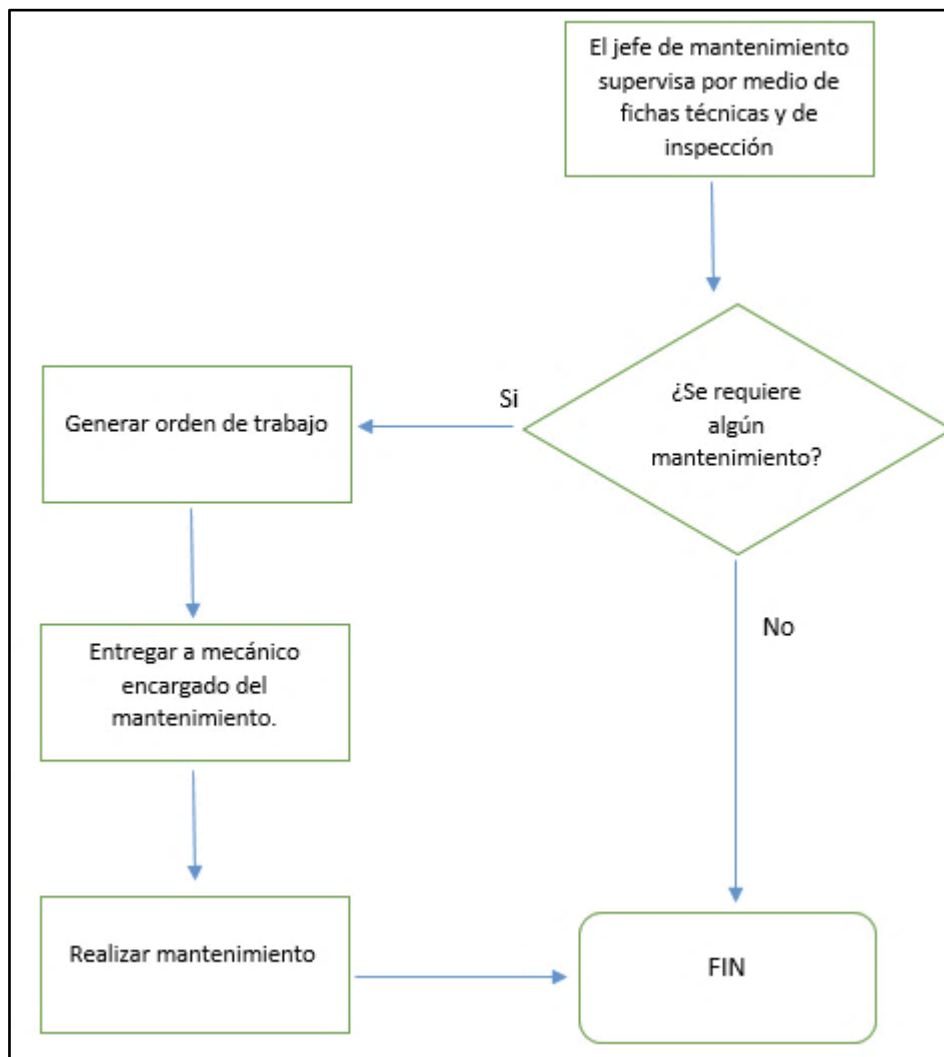 El jefe de mantenimiento
supervisa por medio de
fichas técnicas y de
inspección
¿Se requiere
algún
mantenimiento?
Si
Generar orden de trabajo
No
Entregar a mecánico
encargado del
mantenimiento.
Realizar mantenimiento
FIN